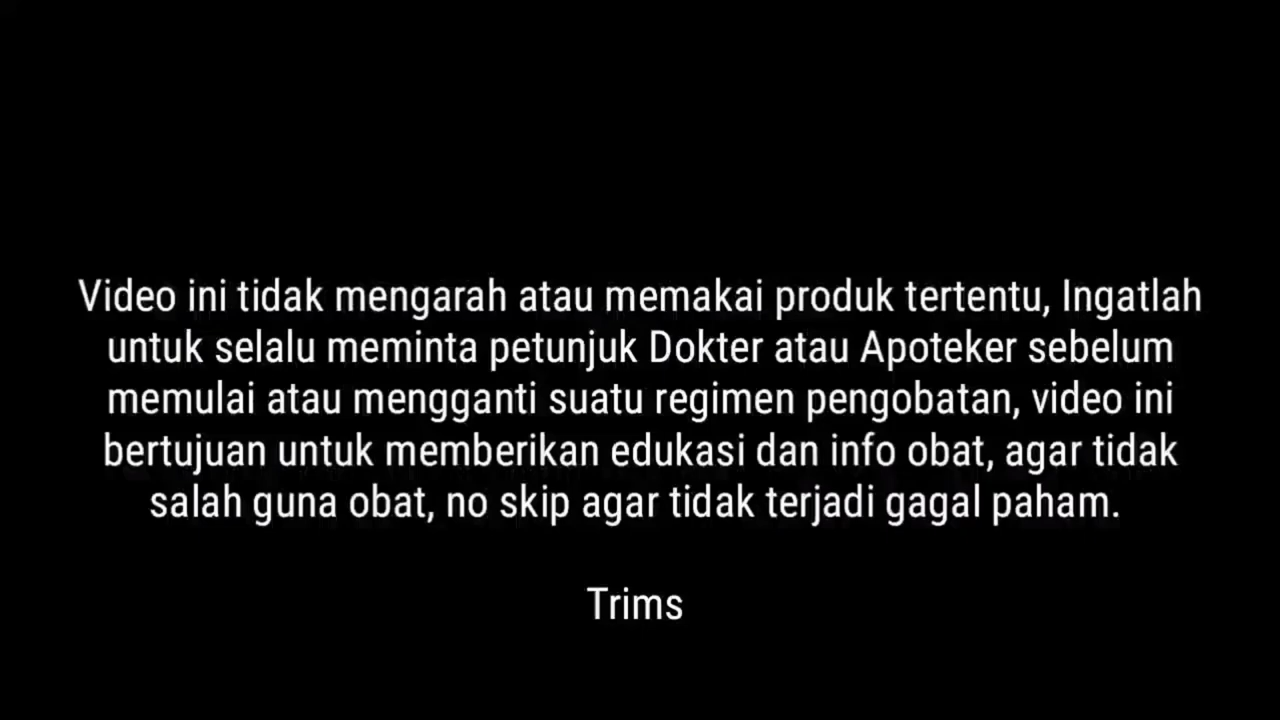 Video ini tidak mengarah atau memakai produk tertentu, Ingatlah
untuk selalu meminta petunjuk Dokter atau Apoteker sebelum
memulai atau mengganti suatu regimen pengobatan, video ini
bertujuan untuk memberikan edukasi dan info obat, agar tidak
salah guna obat, no skip agar tidak terjadi gagal paham.
Trims